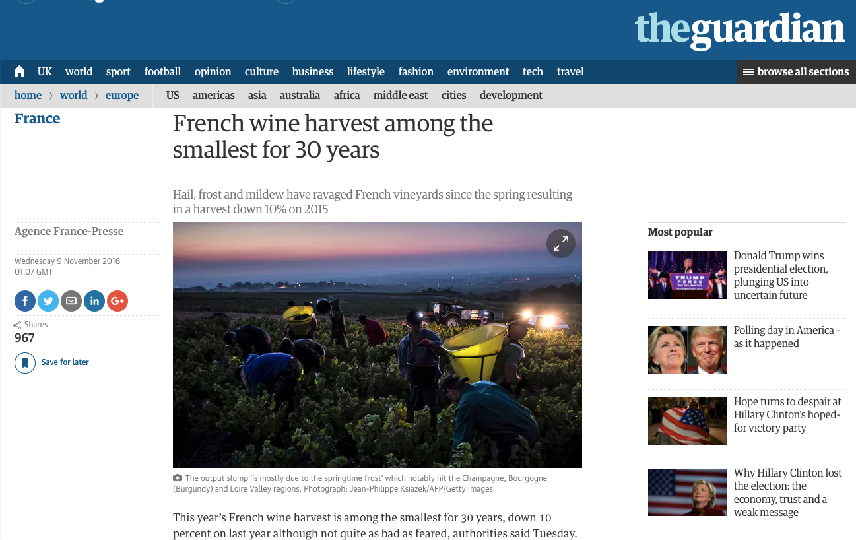 theguardian
UK world sport football opinion culture business lifestyle fashion environment tech travel browse all sections
home › world › europe US americas asia australia africa middle east cities development
France
French wine harvest among the
smallest for 30 years
Hail, frost and mildew have ravaged French vineyards since the spring resulting
in a harvest down 10% on 2015
Agence France-Presse
Wednesday 9 November 2016
01.07 GMT
Shares
967
Save for later
The output slump 'is mostly due to the springtime frost' which notably hit the Champagne, Bourgogne
(Burgundy) and Loire Valley regions. Photograph: Jean-Philippe Ksiazek/AFP/Getty Images
This year's French wine harvest is among the smallest for 30 years, down 10
percent on last year although not quite as bad as feared, authorities said Tuesday.
Most popular
TRUMP
PENCE
Donald Trump wins
presidential election,
plunging US into
uncertain future
Polling day in America –
as it happened
Hope turns to despair at
Hillary Clinton's hoped-
for victory party
Why Hillary Clinton lost
the election: the
economy, trust and a
weak message